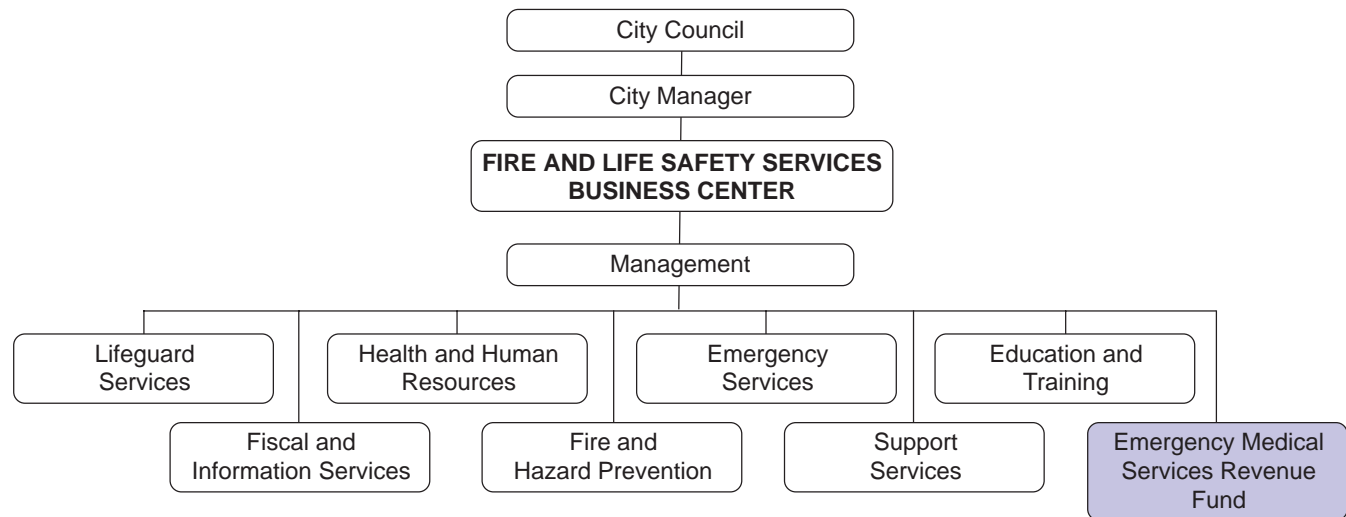 City Council
City Manager
FIRE AND LIFE SAFETY SERVICES
BUSINESS CENTER
Management
Lifeguard
Services
Health and Human
Resources
Emergency
Services
Education and
Training
Fiscal and
Information Services
Fire and
Hazard Prevention
Support
Services
Emergency Medical
Services Revenue
Fund